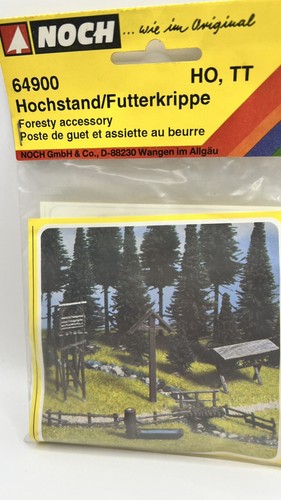 NOCH ... wie im Original
64900 HO, TT
Hochstand/Futterkrippe
Foresty accessory
Poste de guet et assiette au beurre
NOCH GmbH & Co., D-88230 Wangen im Allgäu